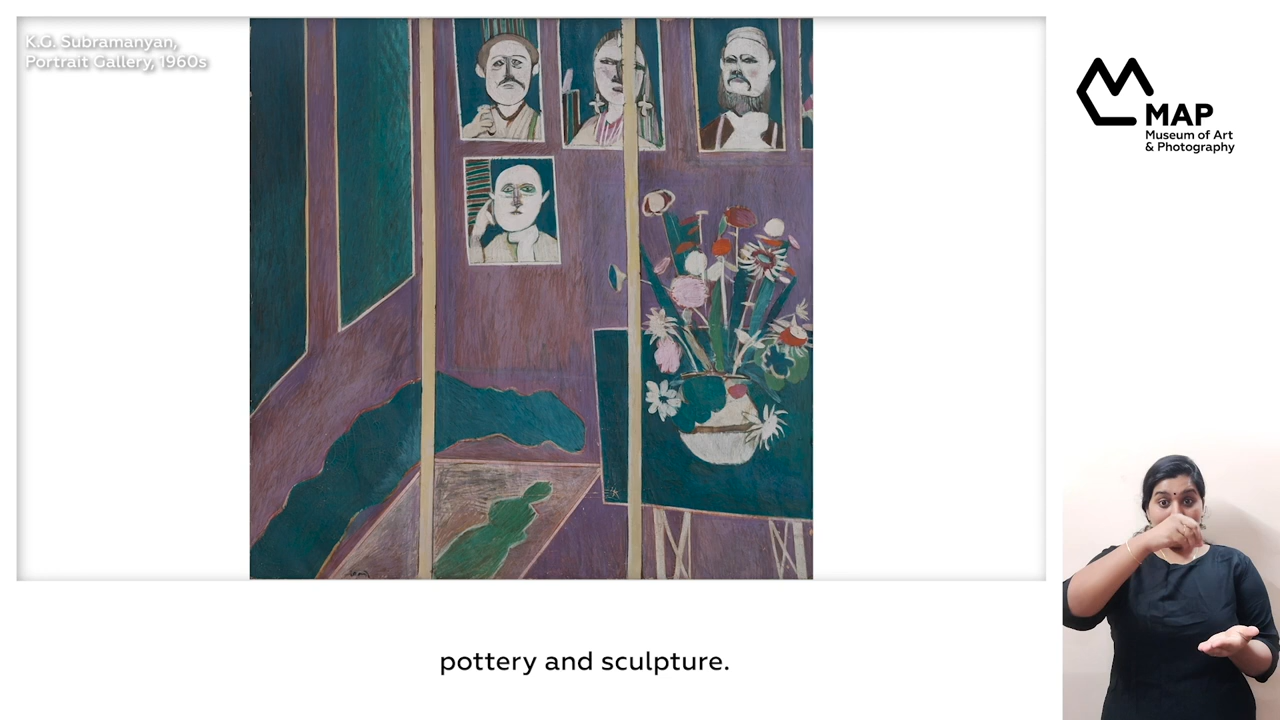 K.G. Subramanyan,
Portrait Gallery, 1960s
MAP
Museum of Art
& Photography
pottery and sculpture.